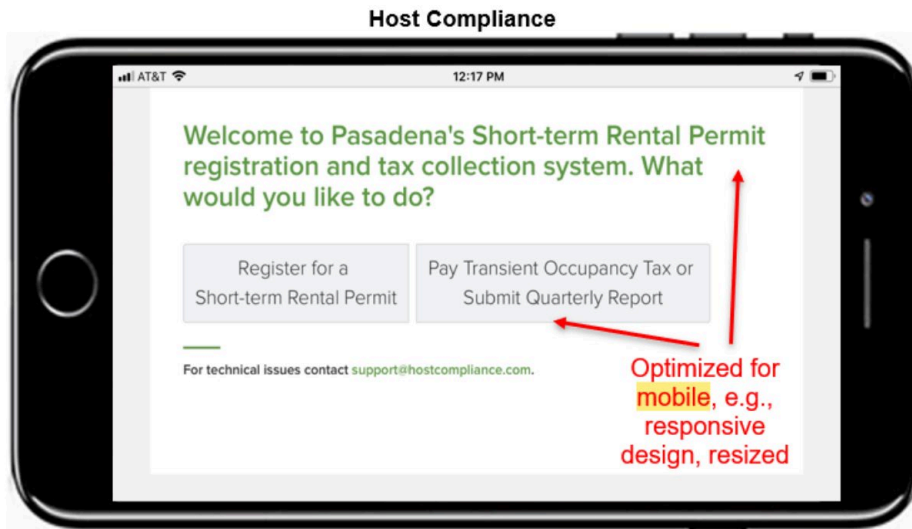 Host Compliance
AT&T
12:17 PM
Welcome to Pasadena's Short-term Rental Permit
registration and tax collection system. What
would you like to do?
Register for a
Short-term Rental Permit
Pay Transient Occupancy Tax or
Submit Quarterly Report
For technical issues contact support@hostcompliance.com.
Optimized for
mobile, e.g.,
responsive
design, resized